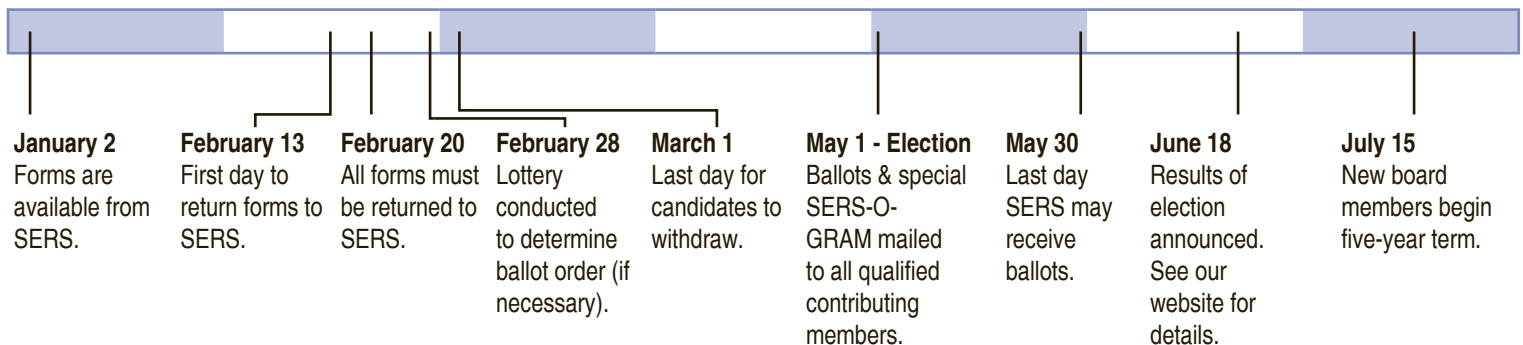 January 2
Forms are
available from
SERS.
February 13
First day to
return forms to
SERS.
February 20
All forms must
be returned to
SERS.
February 28
Lottery
conducted
to determine
ballot order (if
necessary).
March 1
Last day for
candidates to
withdraw.
May 1 - Election
Ballots & special
SERS-O-
GRAM mailed
to all qualified
contributing
members.
May 30
Last day
SERS may
receive
ballots.
June 18
Results of
election
announced.
See our
website for
details.
July 15
New board
members begin
five-year term.